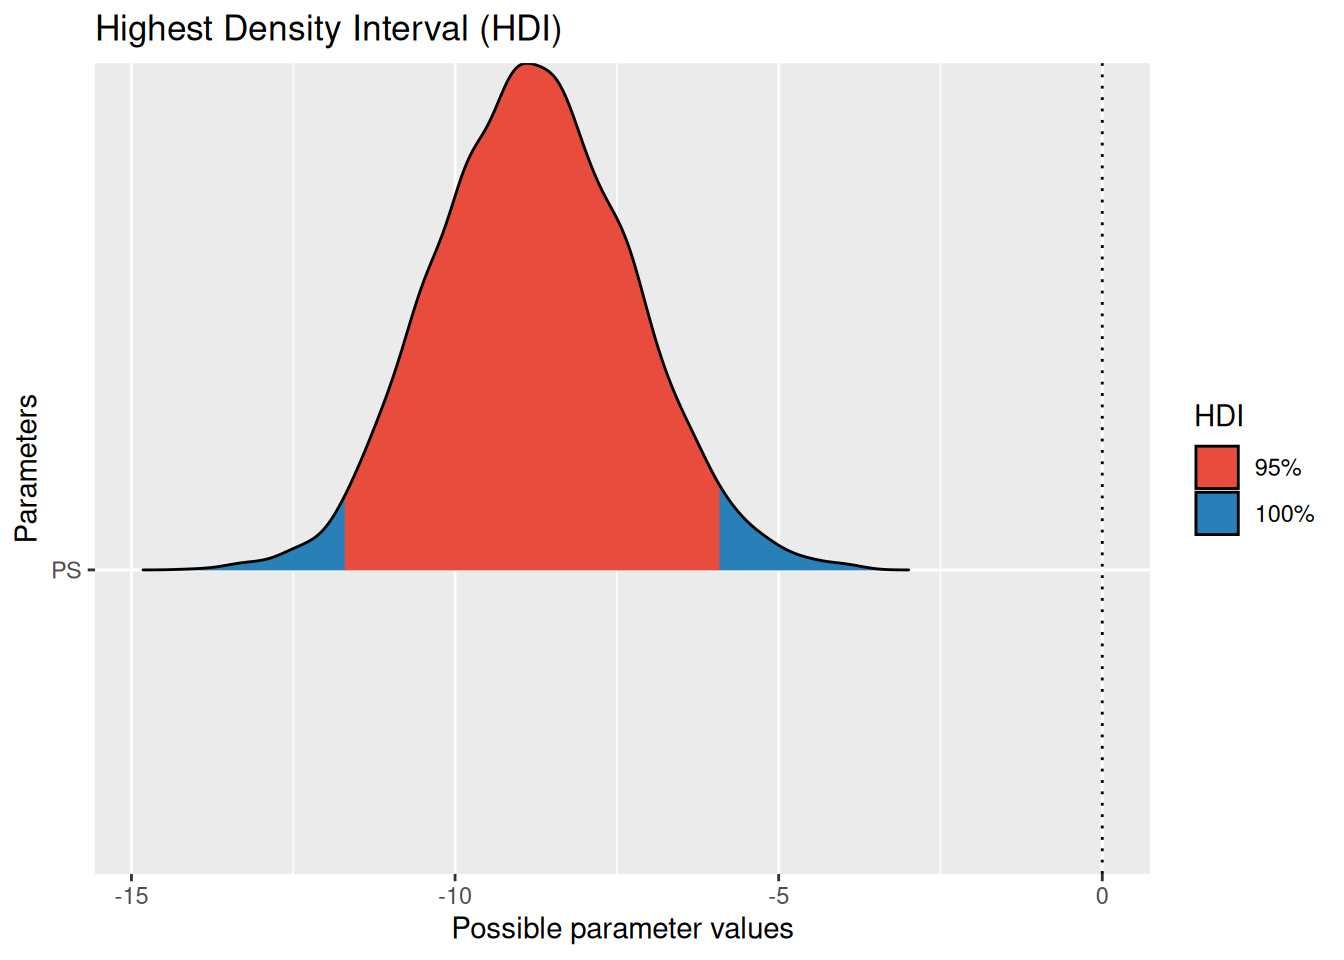 Highest Density Interval (HDI)
Parameters
PS
-15
-10
-5
0
Possible parameter values
HDI
95%
100%